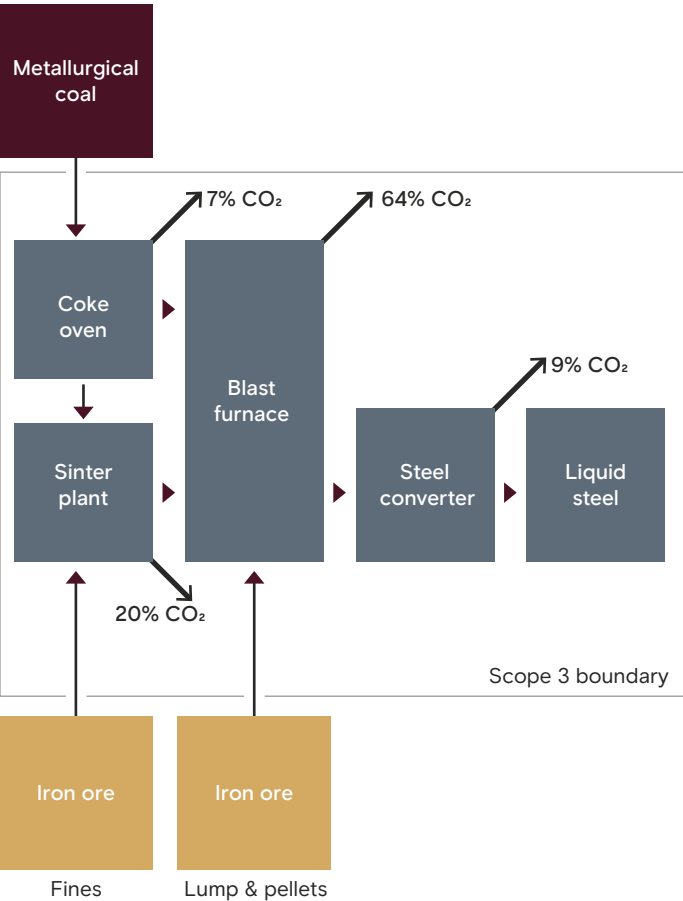 Metallurgical
coal
7% CO₂
64% CO₂
Coke
oven
Blast
furnace
9% CO₂
Sinter
plant
Steel
converter
Liquid
steel
20% CO₂
Scope 3 boundary
Iron ore
Iron ore
Fines
Lump & pellets